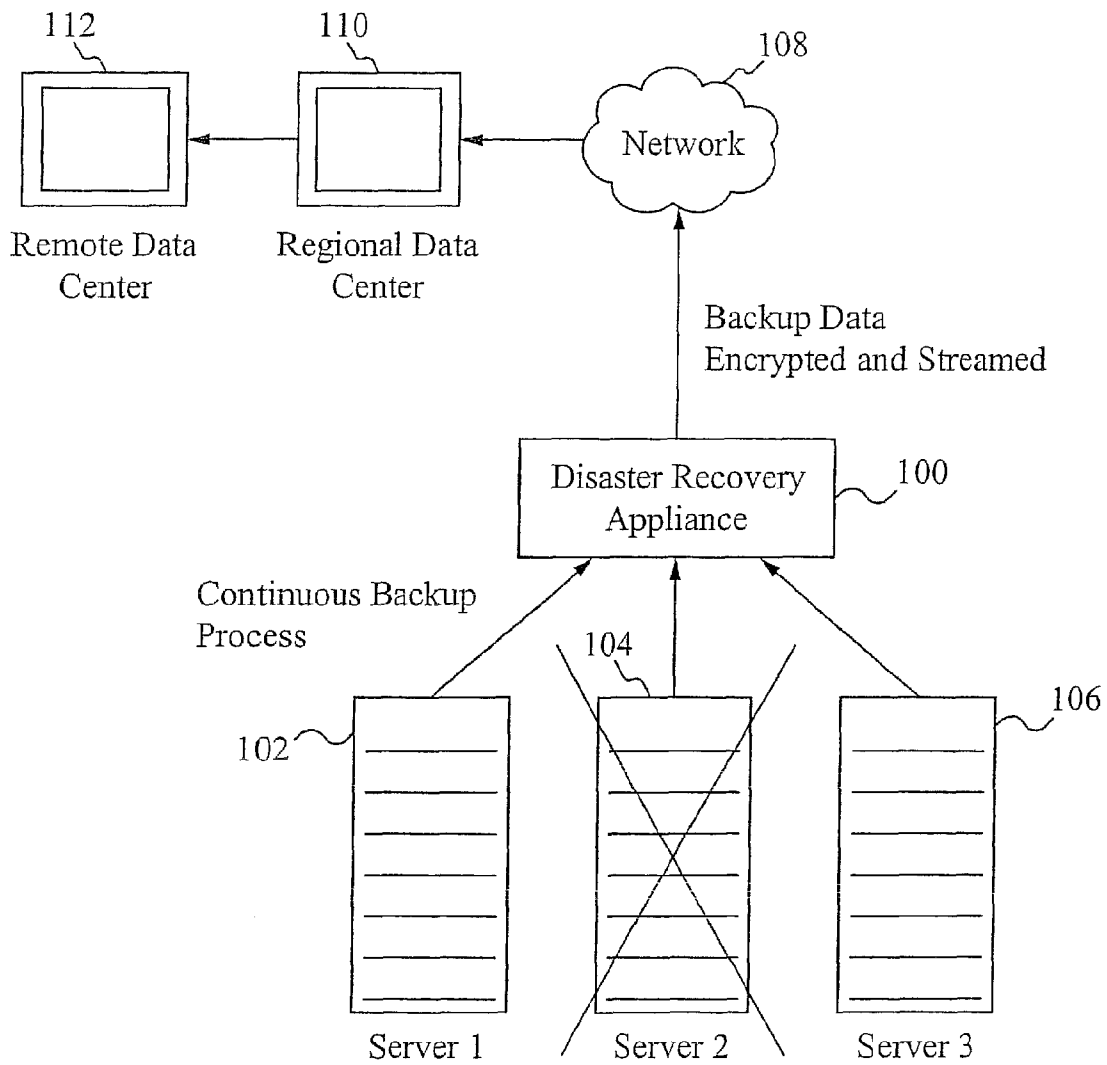 112
110
108
Network
Remote Data
Center
Regional Data
Center
Backup Data
Encrypted and Streamed
Disaster Recovery
Appliance
100
Continuous Backup
Process
104
102
106
Server 1
Server 2
Server 3